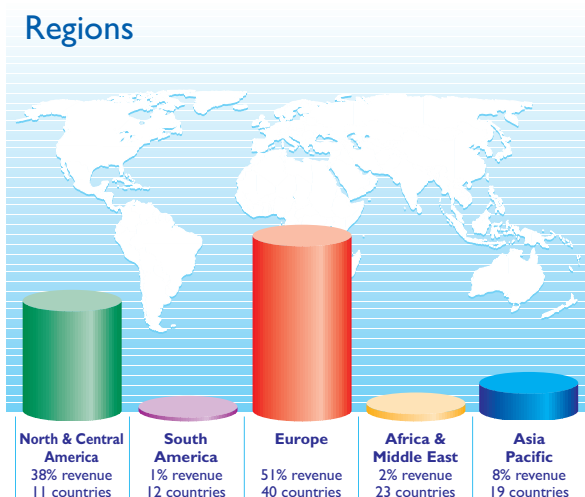 Regions
North & Central
America
38% revenue
11 countries
South
America
1% revenue
12 countries
Europe
51% revenue
40 countries
Africa &
Middle East
2% revenue
23 countries
Asia
Pacific
8% revenue
19 countries